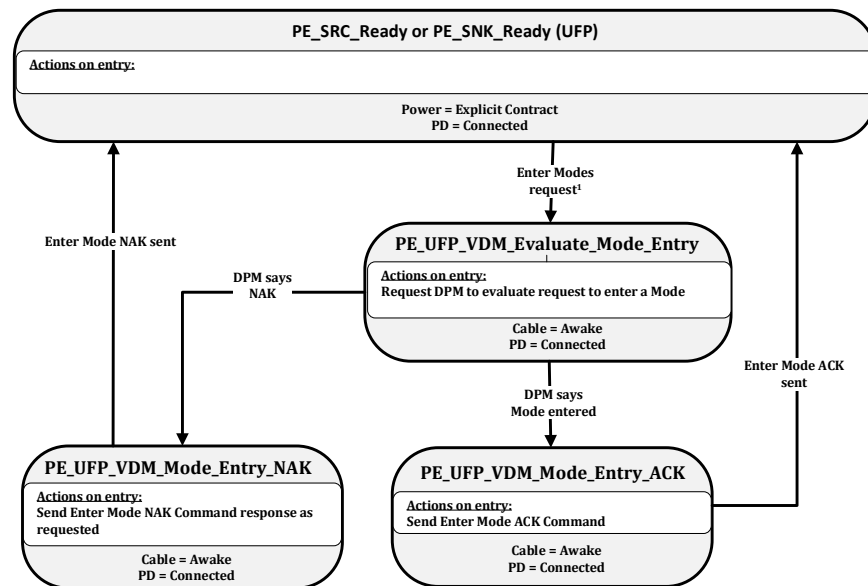 PE_SRC_Ready or PE_SNK_Ready (UFP)
Actions on entry:
Power = Explicit Contract
PD = Connected
Enter Modes
request¹
Enter Mode NAK sent
PE_UFP_VDM_Evaluate_Mode_Entry
Actions on entry:
Request DPM to evaluate request to enter a Mode
Cable = Awake
PD = Connected
DPM says
NAK
Enter Mode ACK
sent
DPM says
Mode entered
PE_UFP_VDM_Mode_Entry_NAK
Actions on entry:
Send Enter Mode NAK Command response as
requested
Cable = Awake
PD = Connected
PE_UFP_VDM_Mode_Entry_ACK
Actions on entry:
Send Enter Mode ACK Command
Cable = Awake
PD = Connected